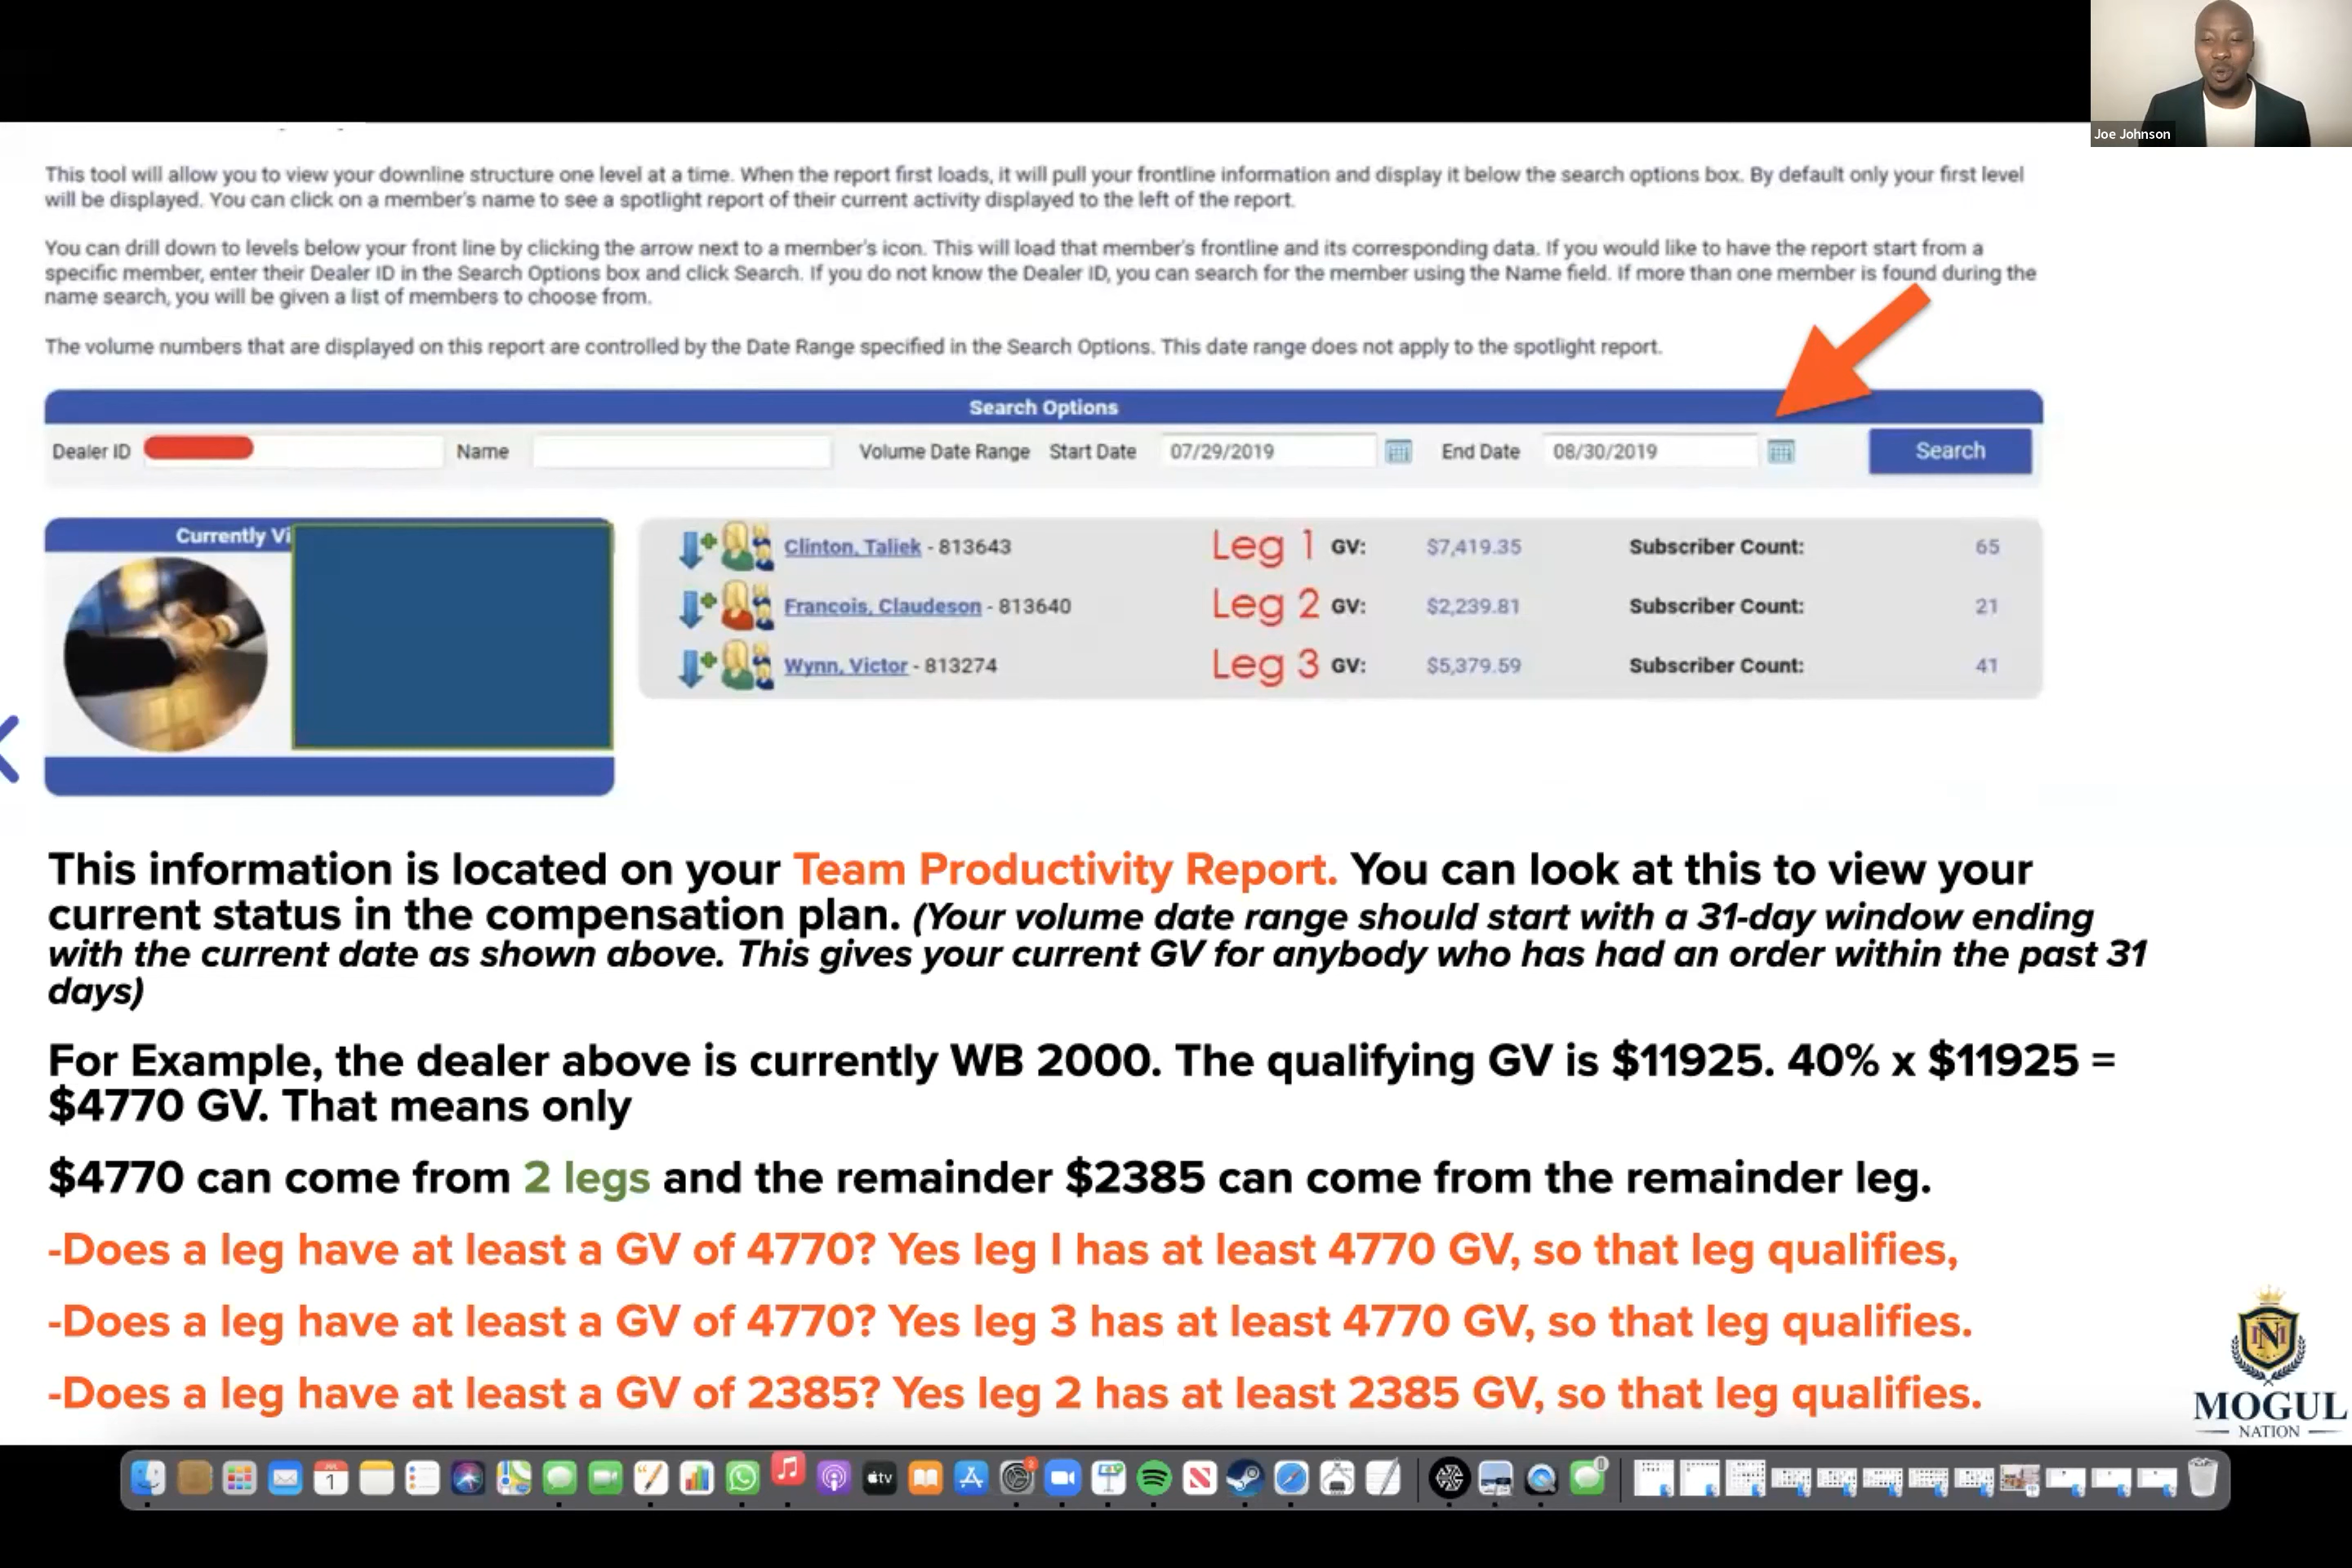 Joe Johnson
This tool will allow you to view your downline structure one level at a time. When the report first loads, it will pull your frontline information and display it below the search options box. By default only your first level
will be displayed. You can click on a member's name to see a spotlight report of their current activity displayed to the left of the report.
You can drill down to levels below your front line by clicking the arrow next to a member's icon. This will load that member's frontline and its corresponding data. If you would like to have the report start from a
specific member, enter their Dealer ID in the Search Options box and click Search. If you do not know the Dealer ID, you can search for the member using the Name field. If more than one member is found during the
name search, you will be given a list of members to choose from.
The volume numbers that are displayed on this report are controlled by the Date Range specified in the Search Options. This date range does not apply to the spotlight report.
Search Options
Dealer ID Name Volume Date Range Start Date 07/29/2019 End Date 08/30/2019 Search
Currently Vi
Clinton, Taliek - 813643 Leg 1 GV: $7,419.35 Subscriber Count: 65
Francois, Claudeson - 813640 Leg 2 GV: $2,239.81 Subscriber Count: 21
Wynn, Victor - 813274 Leg 3 GV: $5,379.59 Subscriber Count: 41
This information is located on your Team Productivity Report. You can look at this to view your
current status in the compensation plan. (Your volume date range should start with a 31-day window ending
with the current date as shown above. This gives your current GV for anybody who has had an order within the past 31
days)
For Example, the dealer above is currently WB 2000. The qualifying GV is $11925. 40% x $11925 =
$4770 GV. That means only
$4770 can come from 2 legs and the remainder $2385 can come from the remainder leg.
-Does a leg have at least a GV of 4770? Yes leg 1 has at least 4770 GV, so that leg qualifies,
-Does a leg have at least a GV of 4770? Yes leg 3 has at least 4770 GV, so that leg qualifies.
-Does a leg have at least a GV of 2385? Yes leg 2 has at least 2385 GV, so that leg qualifies.
MOGUL
NATION
JUL
1
tv
2